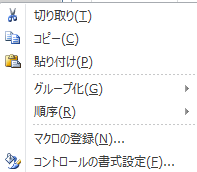 切り取り(T)
コピー(C)
貼り付け(P)
グループ化(G)
順序(R)
マクロの登録(N)...
コントロールの書式設定(F)...